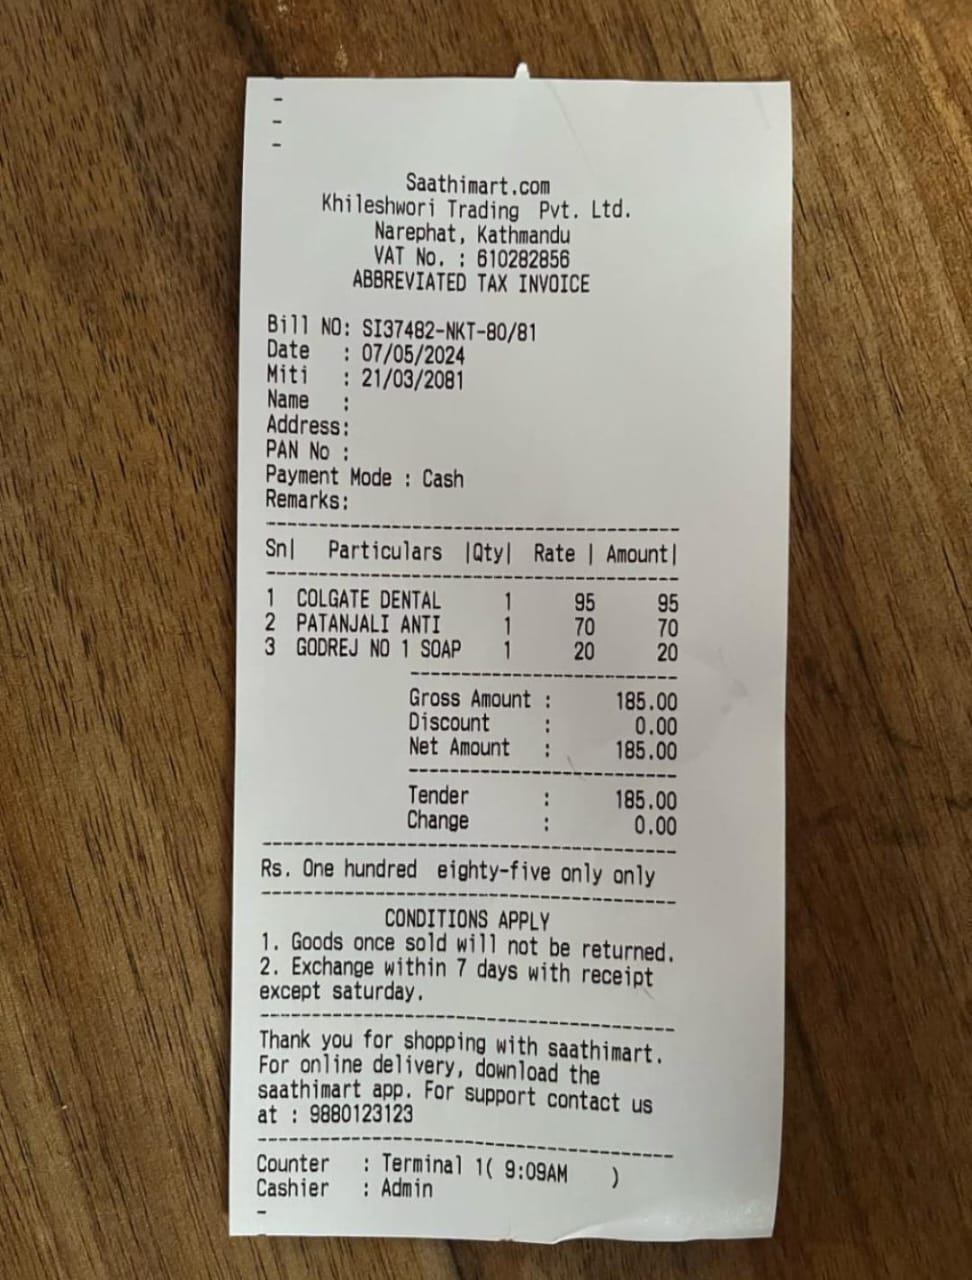 -
-
-
Saathimart.com
Khileshwori Trading Pvt. Ltd.
Narephat, Kathmandu
VAT No. : 610282856
ABBREVIATED TAX INVOICE
Bill NO: SI37482-NKT-80/81
Date : 07/05/2024
Miti : 21/03/2081
Name :
Address:
PAN No :
Payment Mode : Cash
Remarks:
------------------------------------------
Sn| Particulars |Qty| Rate | Amount|
------------------------------------------
1 COLGATE DENTAL 1 95 95
2 PATANJALI ANTI 1 70 70
3 GODREJ NO 1 SOAP 1 20 20
---------------------------
Gross Amount : 185.00
Discount : 0.00
Net Amount : 185.00
---------------------------
Tender : 185.00
Change : 0.00
------------------------------------------
Rs. One hundred eighty-five only only
------------------------------------------
CONDITIONS APPLY
1. Goods once sold will not be returned.
2. Exchange within 7 days with receipt
except saturday.
------------------------------------------
Thank you for shopping with saathimart.
For online delivery, download the
saathimart app. For support contact us
at : 9880123123
------------------------------------------
Counter : Terminal 1( 9:09AM )
Cashier : Admin
-